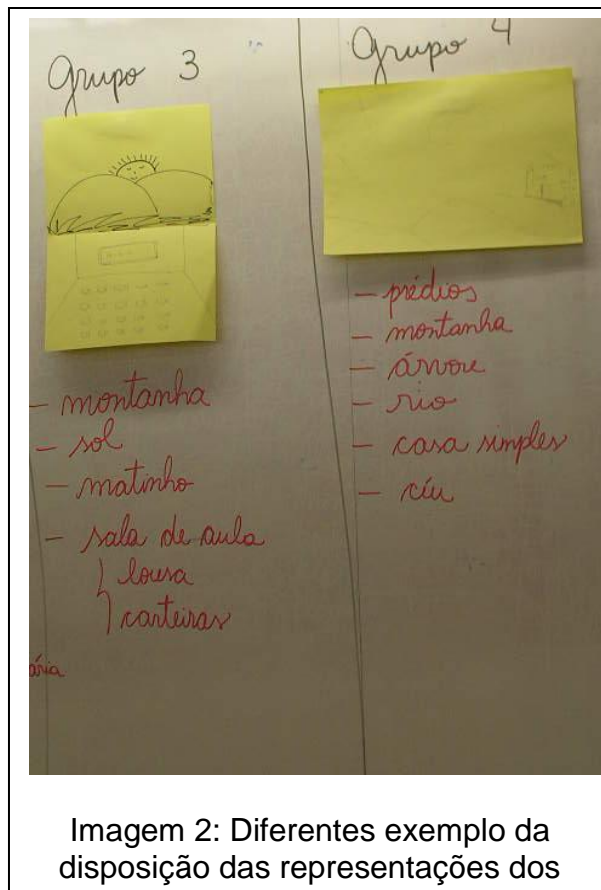 Grupo 3
- montanha
- sol
- matinho
- sala de aula
lousa
carteiras
ária
Grupo 4
- prédios
- montanha
- árvore
- rio
- casa simples
- céu
Imagem 2: Diferentes exemplo da
disposição das representações dos